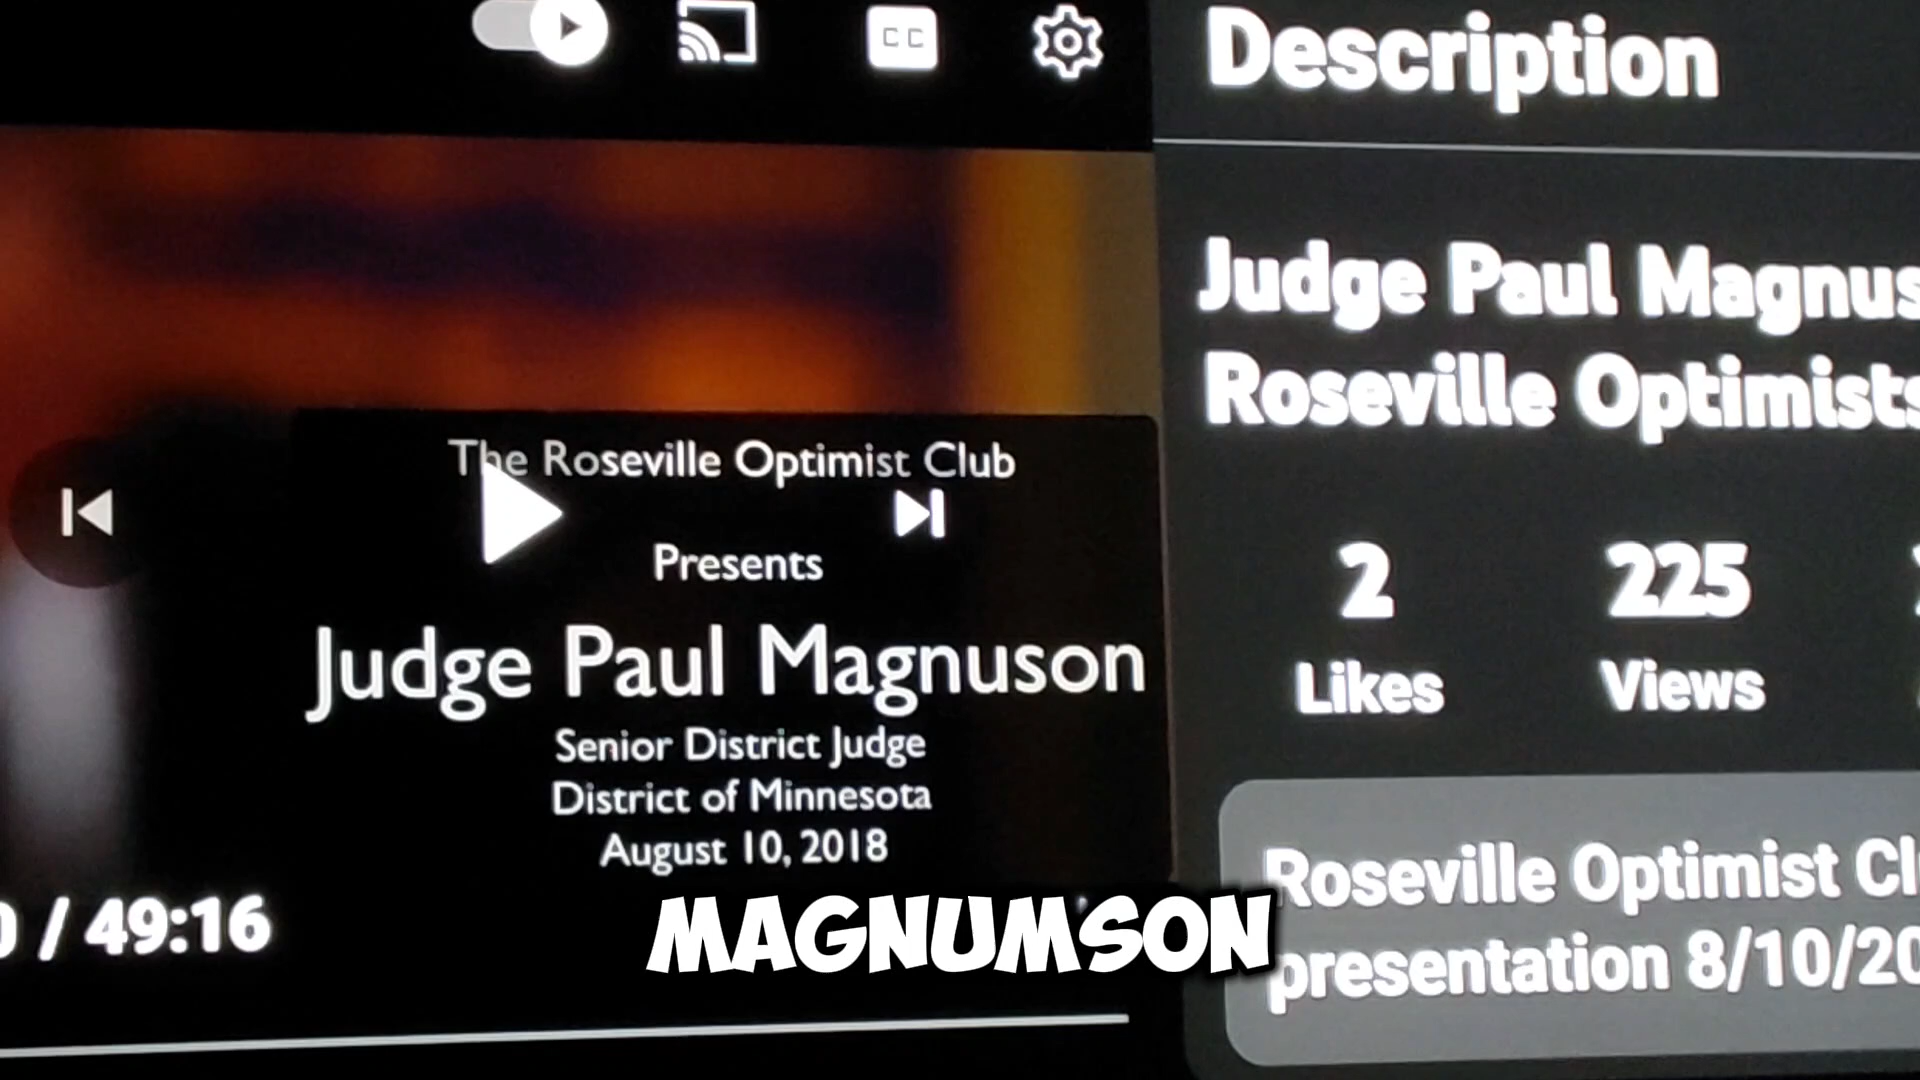 CC
Description
The Roseville Optimist Club
Presents
Judge Paul Magnuson
Senior District Judge
District of Minnesota
August 10, 2018
/ 49:16
Judge Paul Magnus
Roseville Optimists
2
Likes
225
Views
Roseville Optimist Cl
presentation 8/10/20
MAGNUMSON